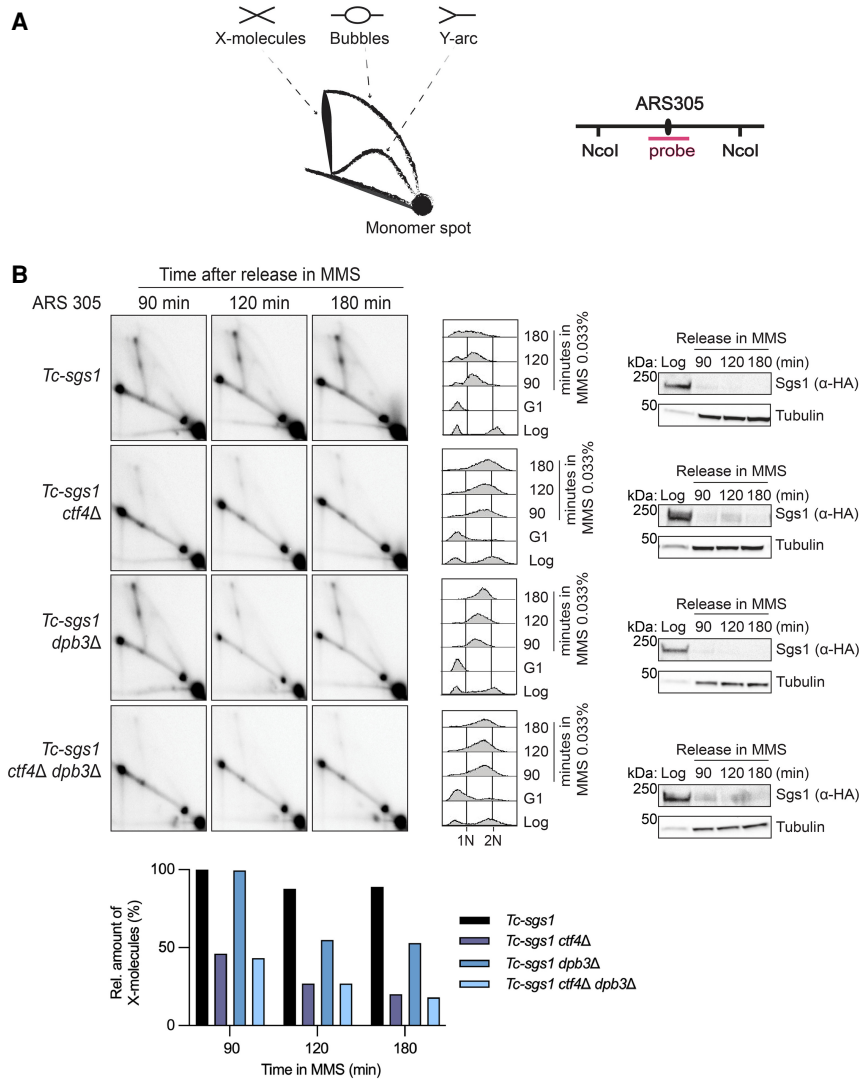 A
X-molecules Bubbles Y-arc
Monomer spot
ARS305
NcoI probe NcoI
B
Time after release in MMS
ARS 305 90 min 120 min 180 min
Tc-sgs1
180
120
90
G1
Log
minutes in
MMS 0.033%
Release in MMS
kDa: Log 90 120 180 (min)
250 Sgs1 (α-HA)
50 Tubulin
Tc-sgs1
ctf4Δ
180
120
90
G1
Log
minutes in
MMS 0.033%
Release in MMS
kDa: Log 90 120 180 (min)
250 Sgs1 (α-HA)
50 Tubulin
Tc-sgs1
dpb3Δ
180
120
90
G1
Log
minutes in
MMS 0.033%
Release in MMS
kDa: Log 90 120 180 (min)
250 Sgs1 (α-HA)
50 Tubulin
Tc-sgs1
ctf4Δ dpb3Δ
180
120
90
G1
Log
minutes in
MMS 0.033%
1N 2N
Release in MMS
kDa: Log 90 120 180 (min)
250 Sgs1 (α-HA)
50 Tubulin
Rel. amount of
X-molecules (%)
100
50
0
90 120 180
Time in MMS (min)
Tc-sgs1
Tc-sgs1 ctf4Δ
Tc-sgs1 dpb3Δ
Tc-sgs1 ctf4Δ dpb3Δ